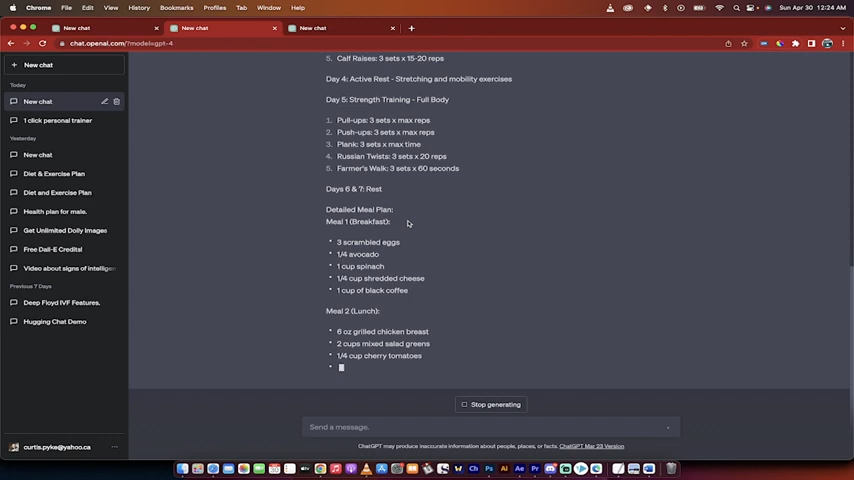 Chrome File Edit View History Bookmarks Profiles Tab Window Help Sun Apr 30 12:24 AM
New chat New chat New chat
chat.openai.com/?model=gpt-4
New chat
Today
New chat
1 click personal trainer
Yesterday
New chat
Diet & Exercise Plan
Diet and Exercise Plan
Health plan for male.
Get Unlimited Dolly Images
Free Dall-E Credits!
Video about signs of intelligen
Previous 7 Days
Deep Floyd IVF Features.
Hugging Chat Demo
curtis.pyke@yahoo.ca
5. Calf Raises: 3 sets x 15-20 reps
Day 4: Active Rest - Stretching and mobility exercises
Day 5: Strength Training - Full Body
1. Pull-ups: 3 sets x max reps
2. Push-ups: 3 sets x max reps
3. Plank: 3 sets x max time
4. Russian Twists: 3 sets x 20 reps
5. Farmer's Walk: 3 sets x 60 seconds
Days 6 & 7: Rest
Detailed Meal Plan:
Meal 1 (Breakfast):
• 3 scrambled eggs
• 1/4 avocado
• 1 cup spinach
• 1/4 cup shredded cheese
• 1 cup of black coffee
Meal 2 (Lunch):
• 6 oz grilled chicken breast
• 2 cups mixed salad greens
• 1/4 cup cherry tomatoes
•
Stop generating
Send a message.
ChatGPT may produce inaccurate information about people, places, or facts. ChatGPT Mar 23 Version